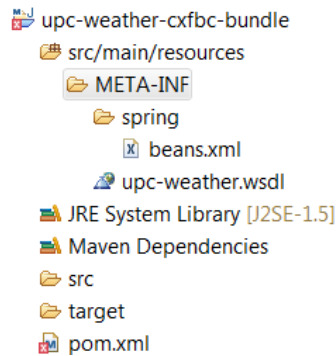 upc-weather-cxfbc-bundle
src/main/resources
META-INF
spring
beans.xml
upc-weather.wsdl
JRE System Library [J2SE-1.5]
Maven Dependencies
src
target
pom.xml